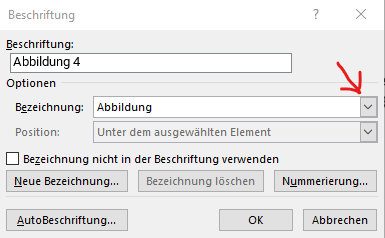 Beschriftung
Beschriftung:
Abbildung 4
Optionen
Bezeichnung: Abbildung
Position: Unter dem ausgewählten Element
Bezeichnung nicht in der Beschriftung verwenden
Neue Bezeichnung... Bezeichnung löschen Nummerierung...
AutoBeschriftung... OK Abbrechen